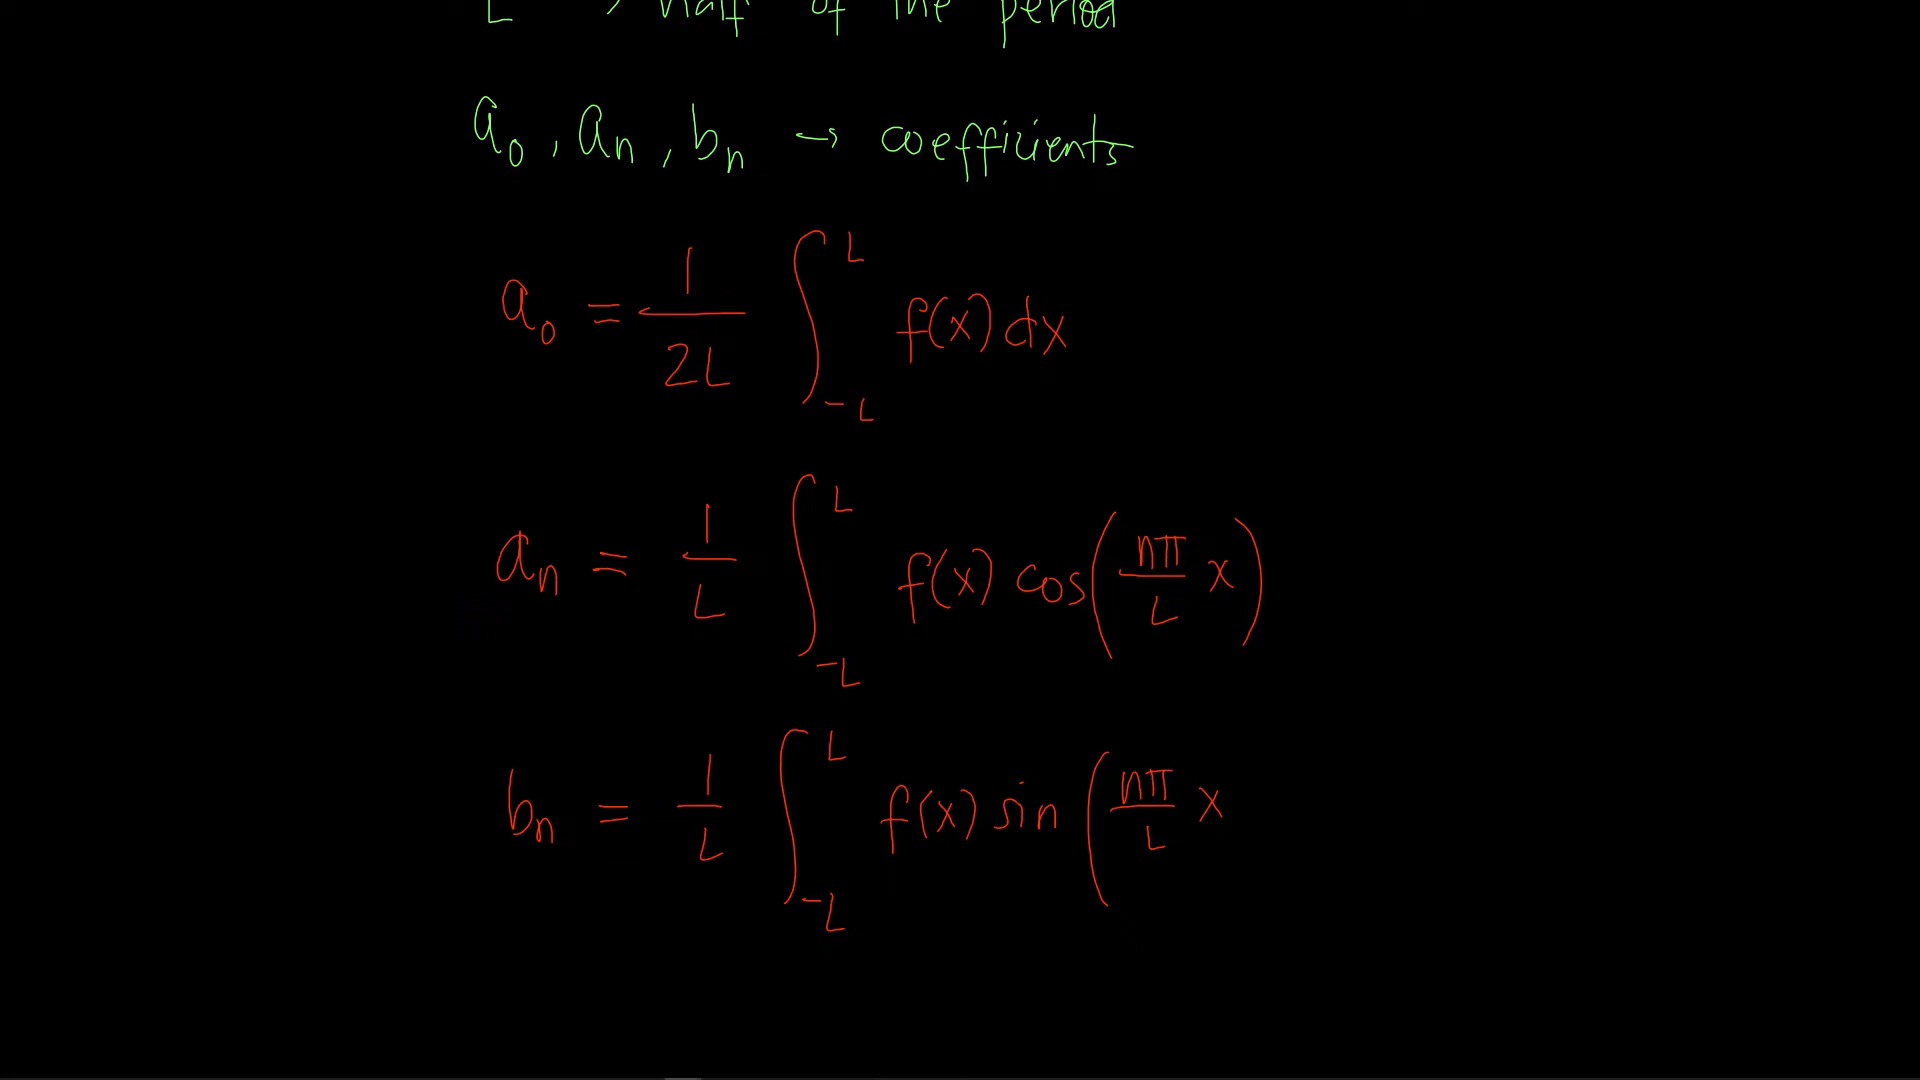 L → half of the period
a₀, aₙ, bₙ → coefficients
a₀ = 1/2L ∫_{-L}^{L} f(x) dx
aₙ = 1/L ∫_{-L}^{L} f(x) cos(nπ/L x)
bₙ = 1/L ∫_{-L}^{L} f(x) sin(nπ/L x